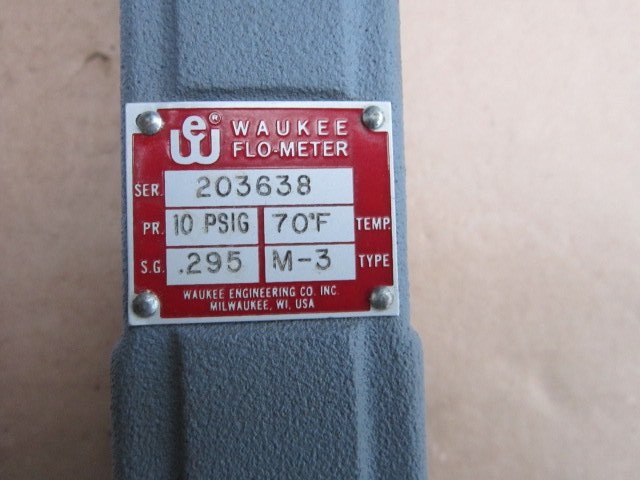 We® WAUKEE
FLO-METER
SER. 203638
PR. 10 PSIG 70°F TEMP.
S.G. .295 M-3 TYPE
WAUKEE ENGINEERING CO. INC.
MILWAUKEE, WI, USA